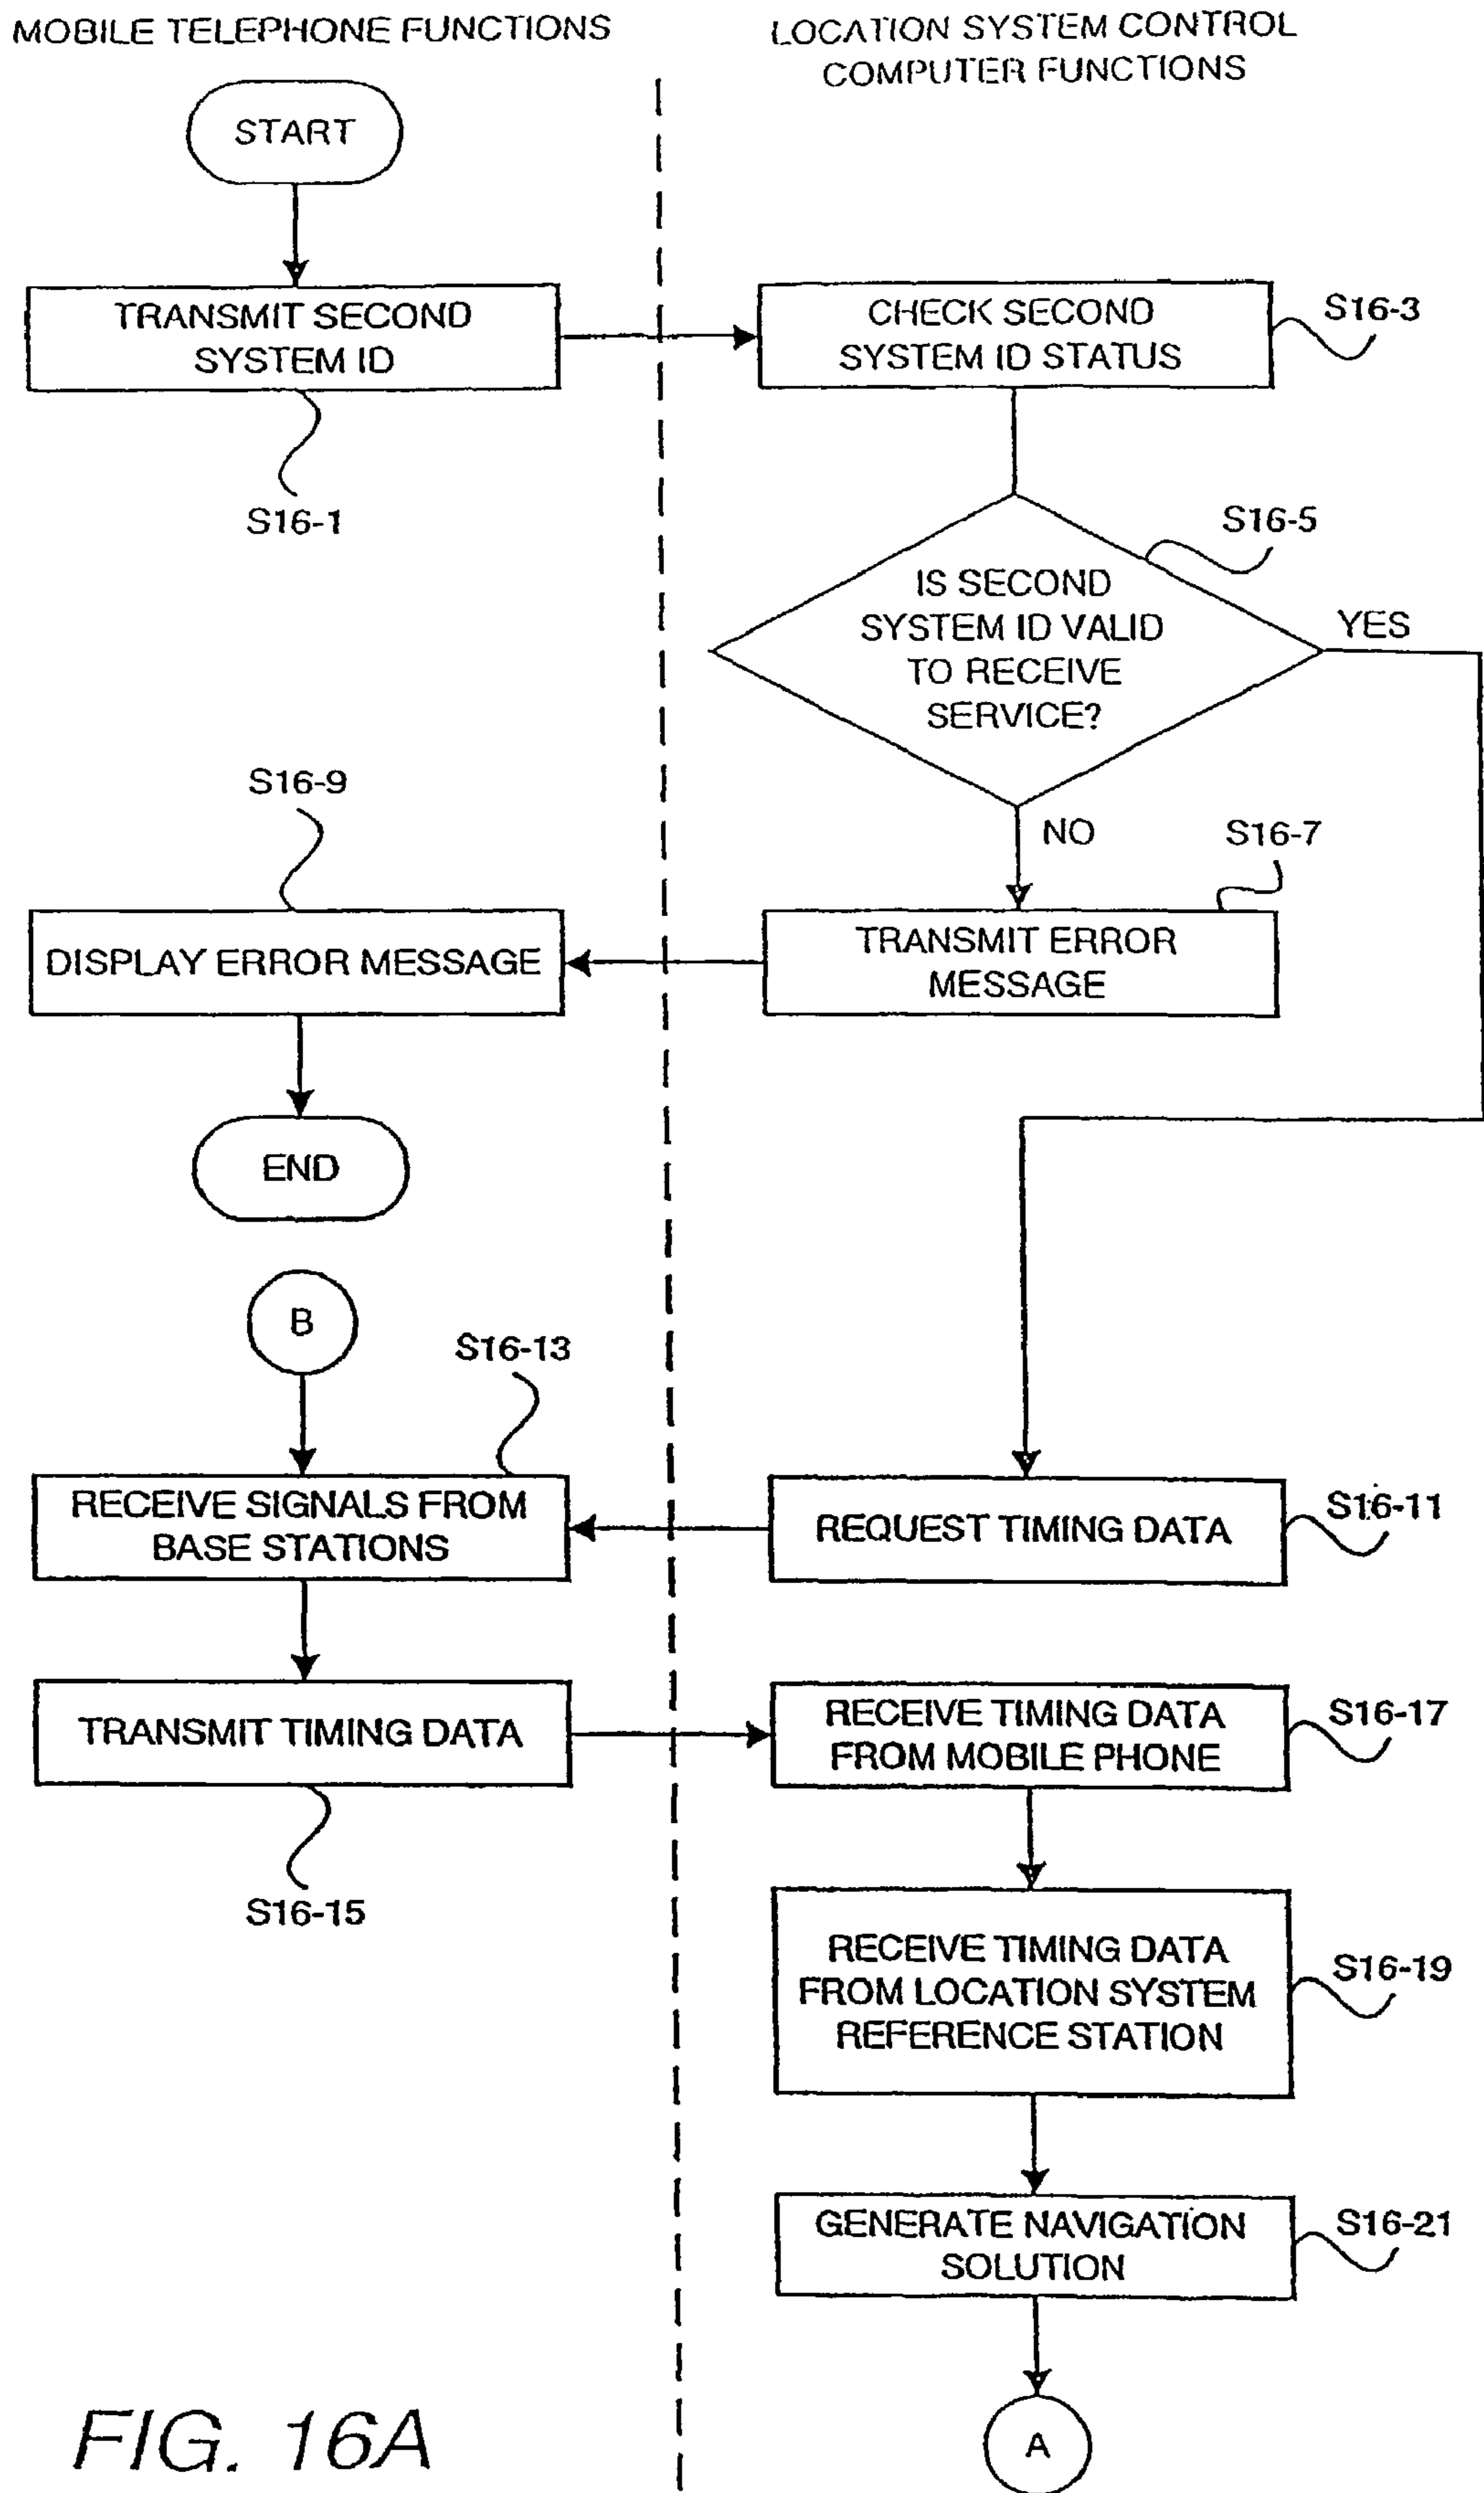 MOBILE TELEPHONE FUNCTIONS
LOCATION SYSTEM CONTROL
COMPUTER FUNCTIONS
START
TRANSMIT SECOND
SYSTEM ID
S16-1
CHECK SECOND
SYSTEM ID STATUS
S16-3
S16-5
IS SECOND
SYSTEM ID VALID
TO RECEIVE
SERVICE?
YES
NO
S16-7
TRANSMIT ERROR
MESSAGE
S16-9
DISPLAY ERROR MESSAGE
END
B
S16-13
RECEIVE SIGNALS FROM
BASE STATIONS
REQUEST TIMING DATA
S16-11
TRANSMIT TIMING DATA
S16-15
RECEIVE TIMING DATA
FROM MOBILE PHONE
S16-17
RECEIVE TIMING DATA
FROM LOCATION SYSTEM
REFERENCE STATION
S16-19
GENERATE NAVIGATION
SOLUTION
S16-21
A
FIG. 16A